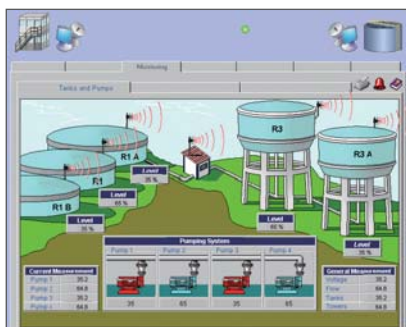 Monitoring
Tanks and Pumps
R3
R1 A
R3 A
R1
R1 B
Level
35 %
Level
65 %
Level
35 %
Level
60 %
Level
35 %
Pumping System
Pump 1 Pump 2 Pump 3 Pump 4
35 65 35 65
Current Measurement
Pump 1 35.2
Pump 2 64.8
Pump 3 35.2
Pump 4 64.8
General Measurement
Voltage 35.2
Flow 64.8
Tanks 35.2
Towers 64.8